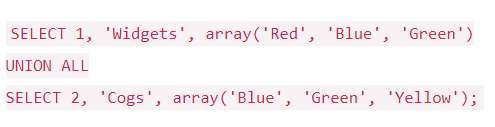 SELECT 1, 'Widgets', array('Red', 'Blue', 'Green')
UNION ALL
SELECT 2, 'Cogs', array('Blue', 'Green', 'Yellow');